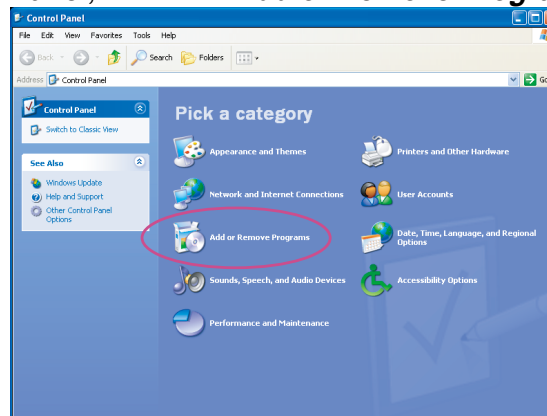 Control Panel
File Edit View Favorites Tools Help
Back Search Folders
Address Control Panel
Control Panel
Switch to Classic View
See Also
Windows Update
Help and Support
Other Control Panel
Options
Pick a category
Appearance and Themes
Printers and Other Hardware
Network and Internet Connections
User Accounts
Add or Remove Programs
Date, Time, Language, and Regional
Options
Sounds, Speech, and Audio Devices
Accessibility Options
Performance and Maintenance